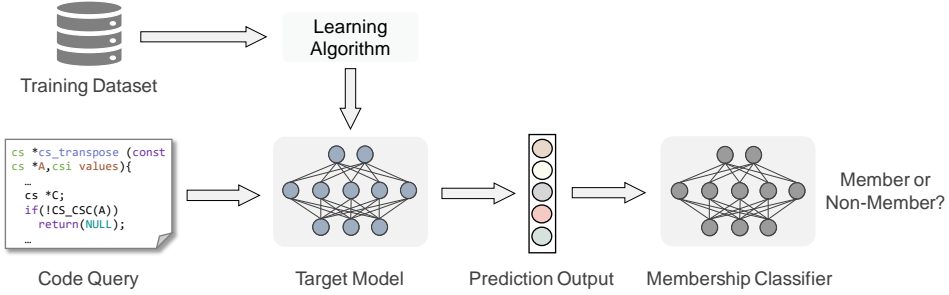 Learning
Algorithm
Training Dataset
cs *cs_transpose (const
cs *A,csi values){
…
cs *C;
if(!CS_CSC(A))
return(NULL);
…
Member or
Non-Member?
Code Query
Target Model
Prediction Output
Membership Classifier